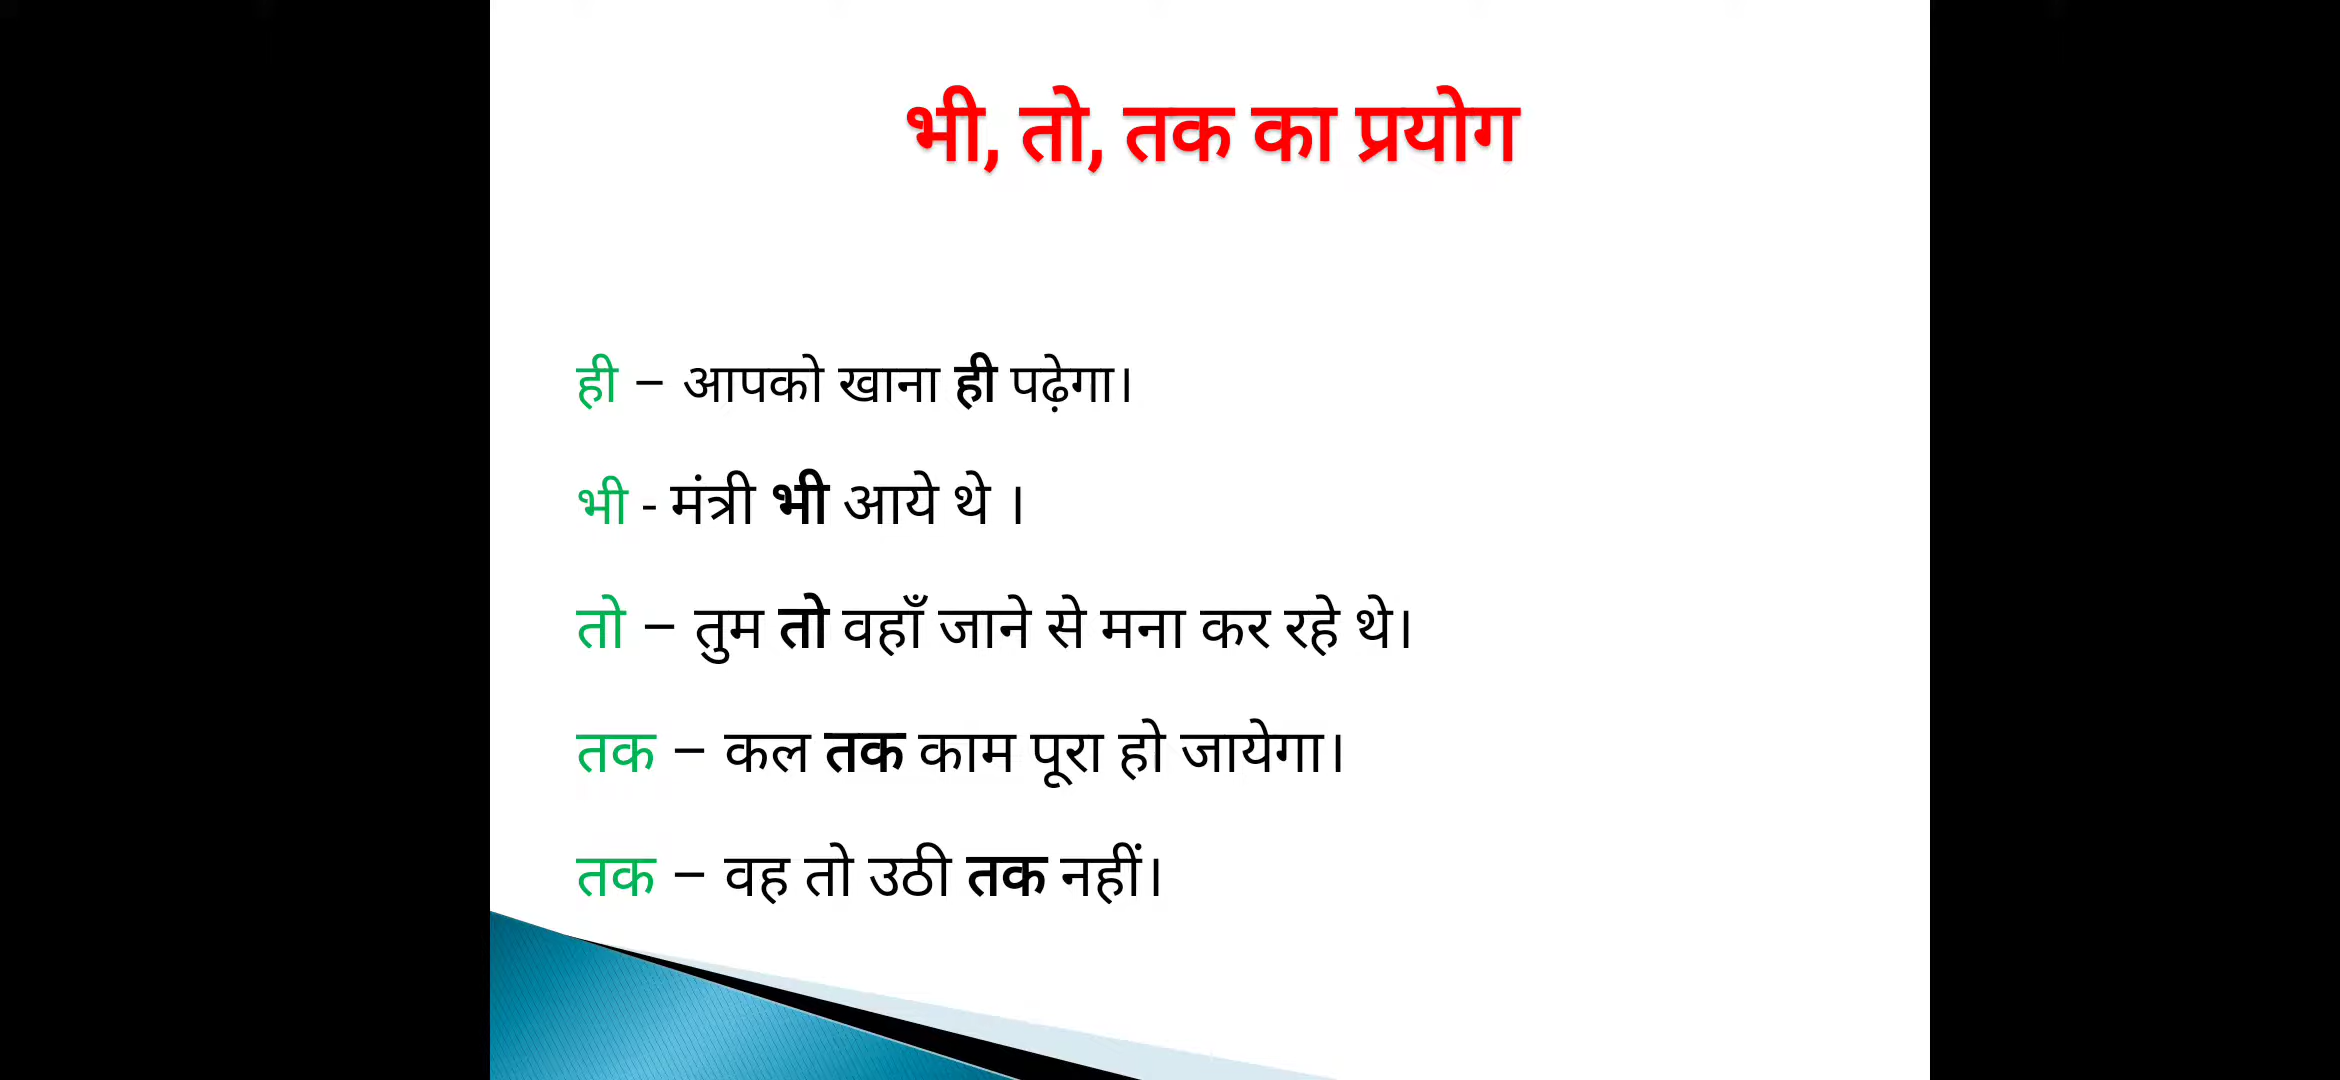 भी, तो, तक का प्रयोग
ही – आपको खाना ही पढ़ेगा।
भी - मंत्री भी आये थे ।
तो – तुम तो वहाँ जाने से मना कर रहे थे।
तक – कल तक काम पूरा हो जायेगा।
तक – वह तो उठी तक नहीं।